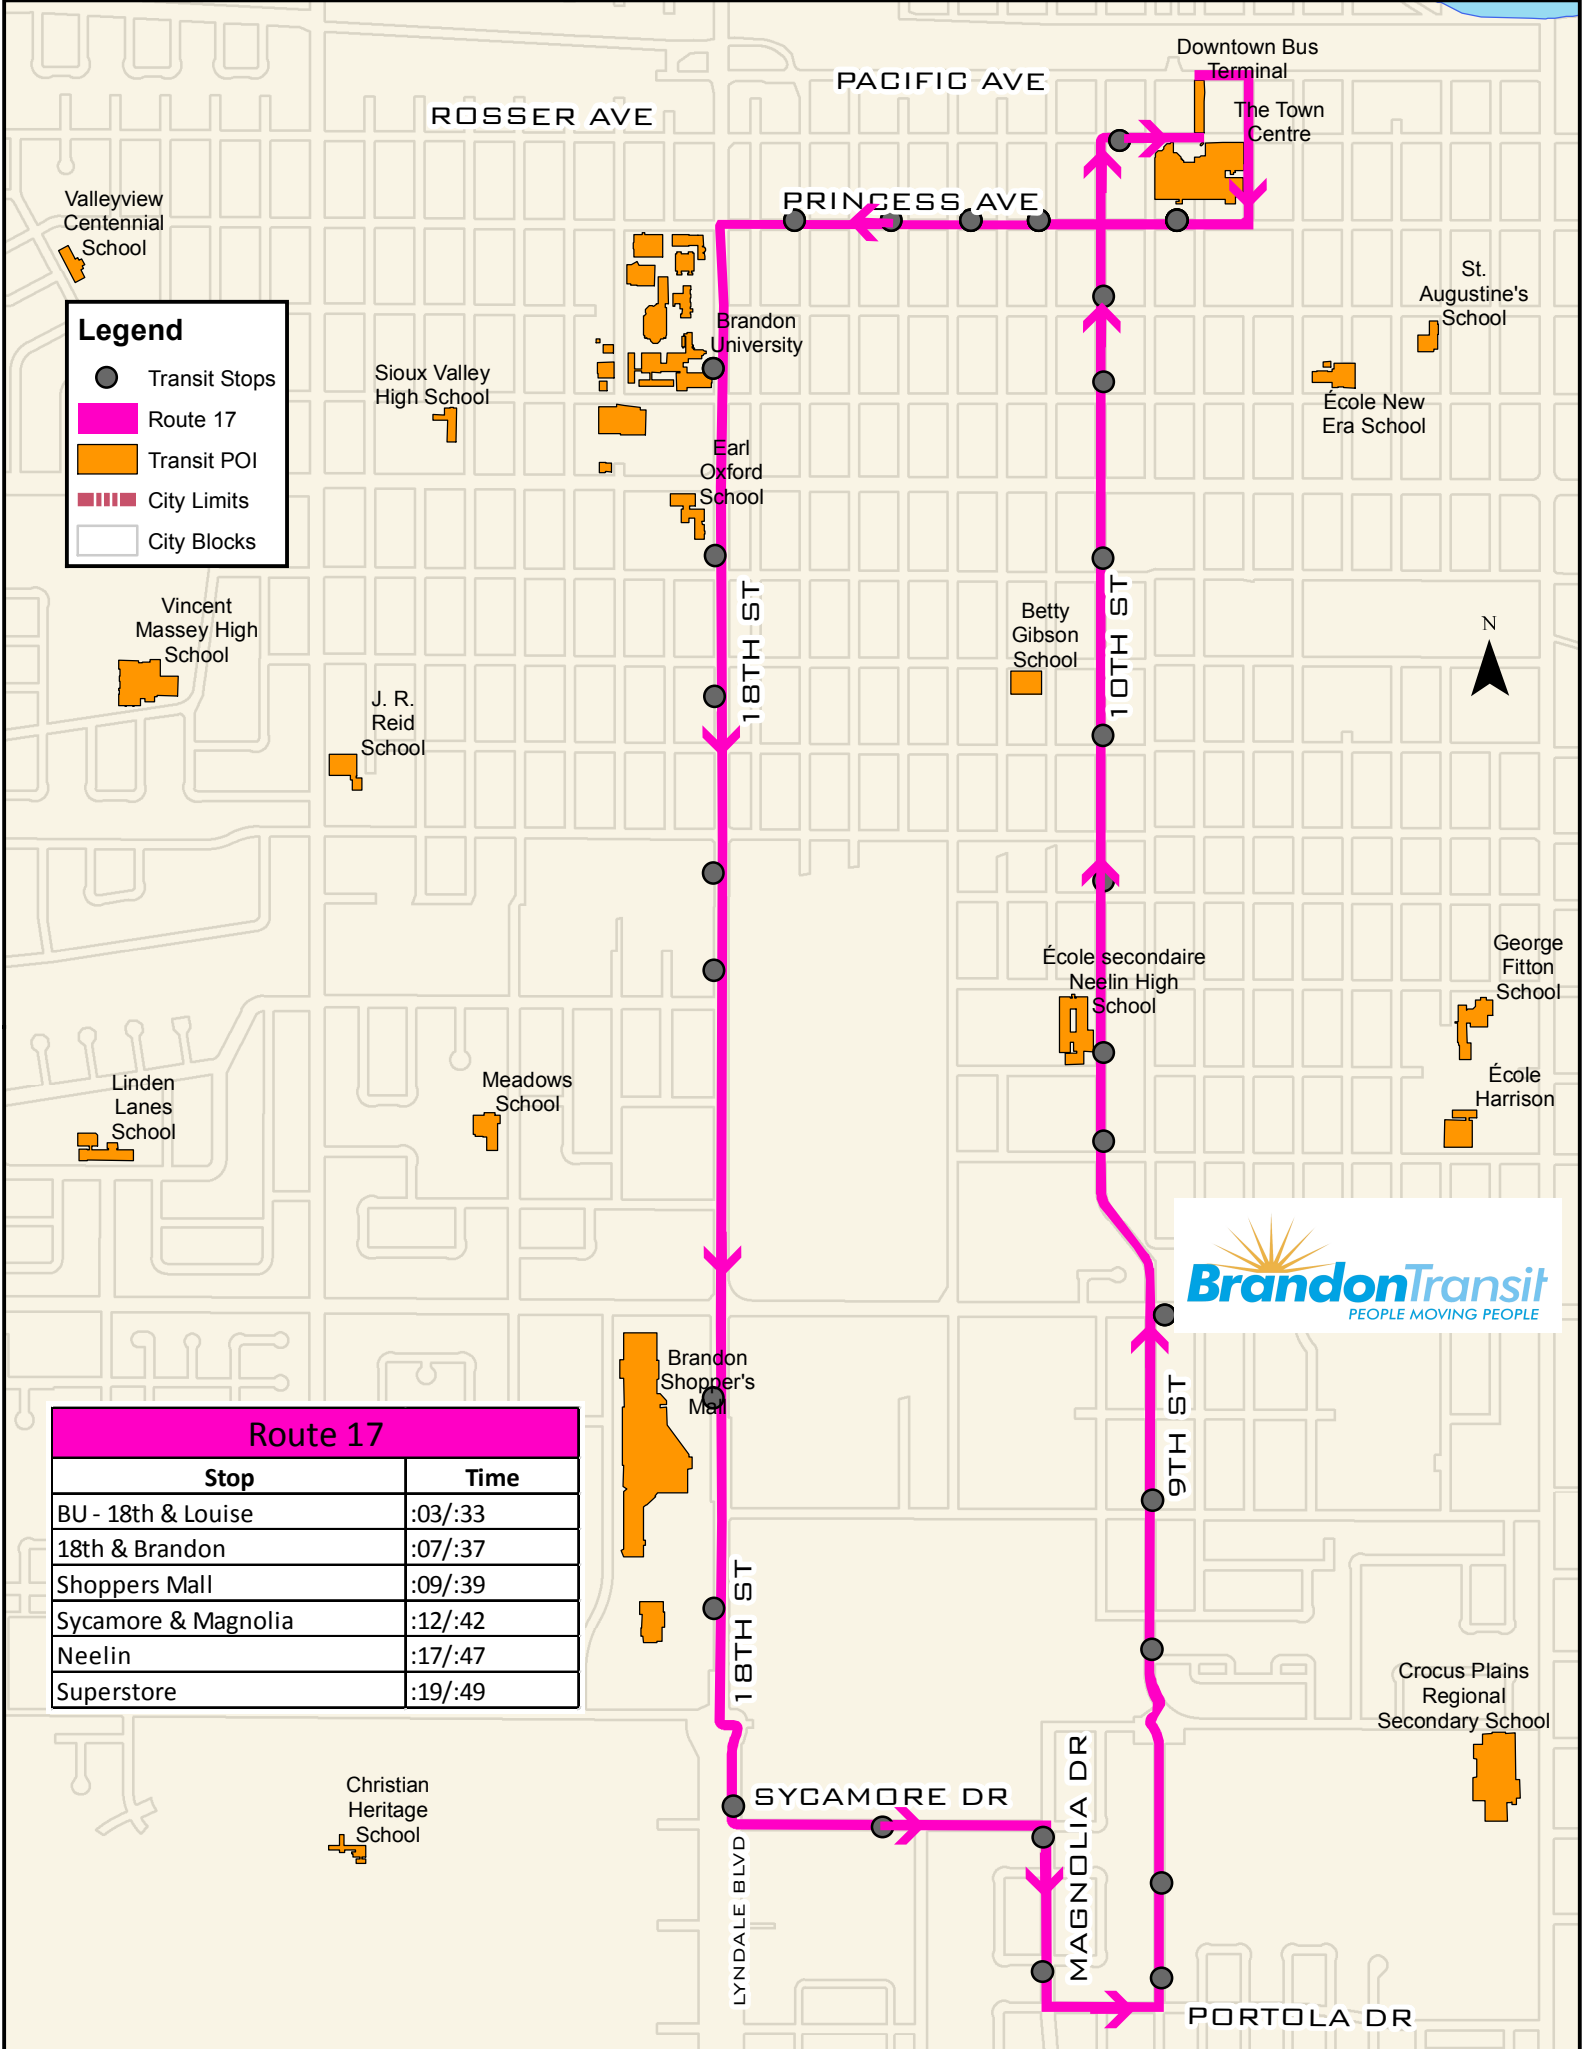 Downtown Bus
Terminal
PACIFIC AVE
ROSSER AVE
The Town
Centre
PRINCESS AVE
Valleyview
Centennial
School
St.
Augustine's
School
Legend
Transit Stops
Route 17
Transit POI
City Limits
City Blocks
Brandon
University
Sioux Valley
High School
École New
Era School
Earl
Oxford
School
18TH ST
10TH ST
Vincent
Massey High
School
Betty
Gibson
School
N
J. R.
Reid
School
École secondaire
Neelin High
School
George
Fitton
School
École
Harrison
Linden
Lanes
School
Meadows
School
BrandonTransit
PEOPLE MOVING PEOPLE
Brandon
Shopper's
Mall
9TH ST
Route 17
Stop Time
BU - 18th & Louise :03/:33
18th & Brandon :07/:37
Shoppers Mall :09/:39
Sycamore & Magnolia :12/:42
Neelin :17/:47
Superstore :19/:49
18TH ST
Crocus Plains
Regional
Secondary School
Christian
Heritage
School
SYCAMORE DR
MAGNOLIA DR
LYNDALE BLVD
PORTOLA DR